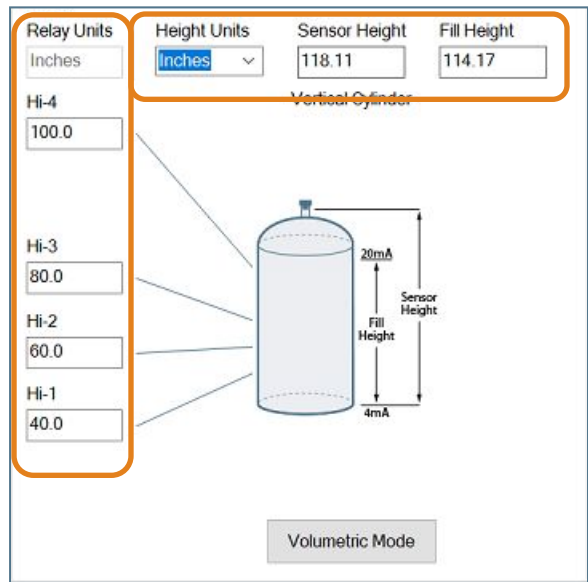 Relay Units Height Units Sensor Height Fill Height
Inches Inches 118.11 114.17
Hi-4 Vertical Cylinder
100.0
Hi-3
80.0
Hi-2
60.0
Hi-1
40.0
20mA
Sensor
Height
Fill
Height
4mA
Volumetric Mode